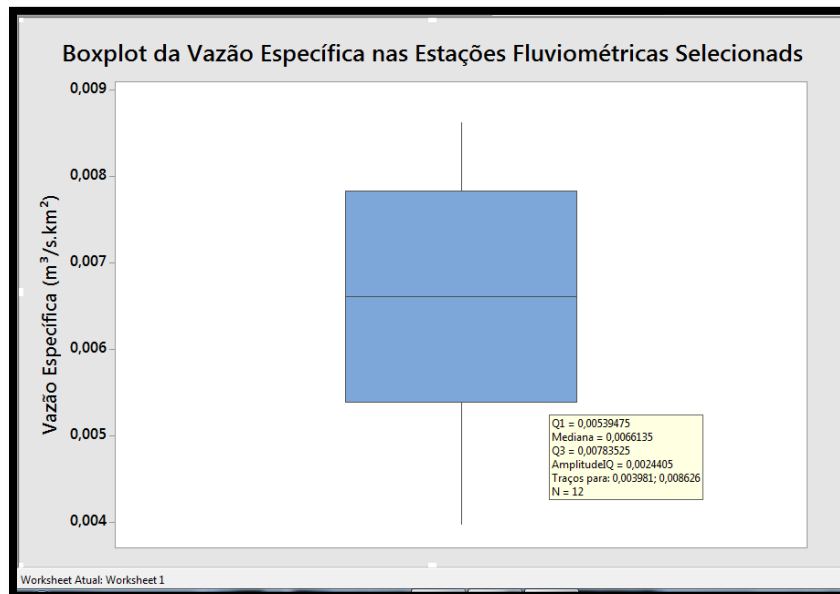 Boxplot da Vazão Específica nas Estações Fluviométricas Selecionads
0,009
0,008
0,007
0,006
0,005
0,004
Vazão Específica (m³/s.km²)
Q1 = 0,00539475
Mediana = 0,0066135
Q3 = 0,00783525
AmplitudeIQ = 0,0024405
Traços para: 0,003981; 0,008626
N = 12
Worksheet Atual: Worksheet 1